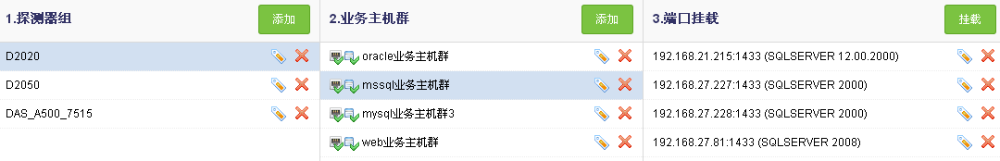 1.探测器组
添加
D2020
D2050
DAS_A500_7515
2.业务主机群
添加
oracle业务主机群
mssql业务主机群
mysql业务主机群3
web业务主机群
3.端口挂载
挂载
192.168.21.215:1433 (SQLSERVER 12.00.2000)
192.168.27.227:1433 (SQLSERVER 2000)
192.168.27.228:1433 (SQLSERVER 2000)
192.168.27.81:1433 (SQLSERVER 2008)